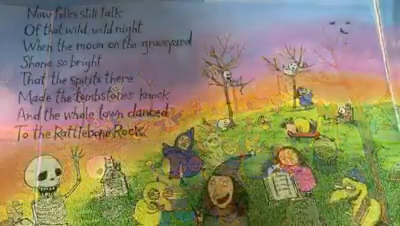 Now folks still talk
Of that wild, wild night
When the moon on the graveyard
Shone so bright
That the spirits there
Made the tombstones knock
And the whole town danced
To the Rattlebone Rock.